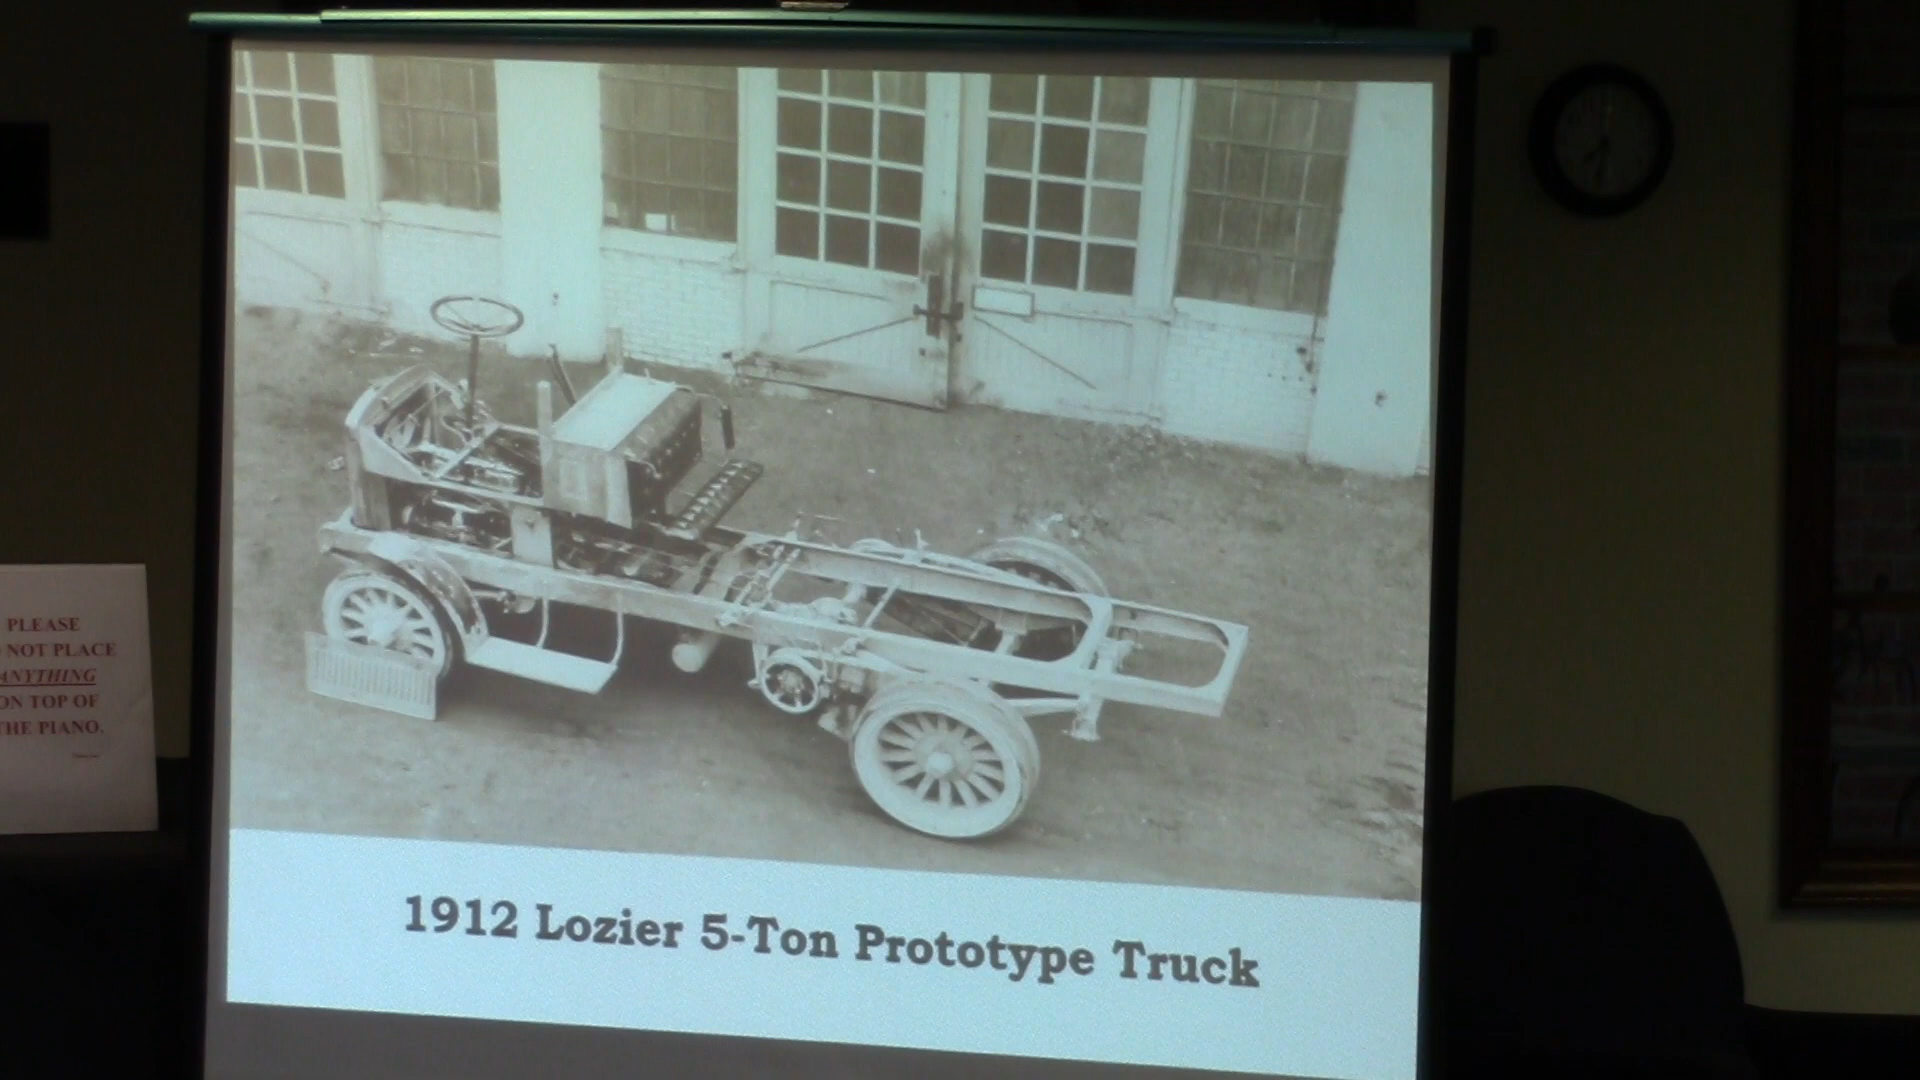 PLEASE
NOT PLACE
ANYTHING
ON TOP OF
THE PIANO.
1912 Lozier 5-Ton Prototype Truck